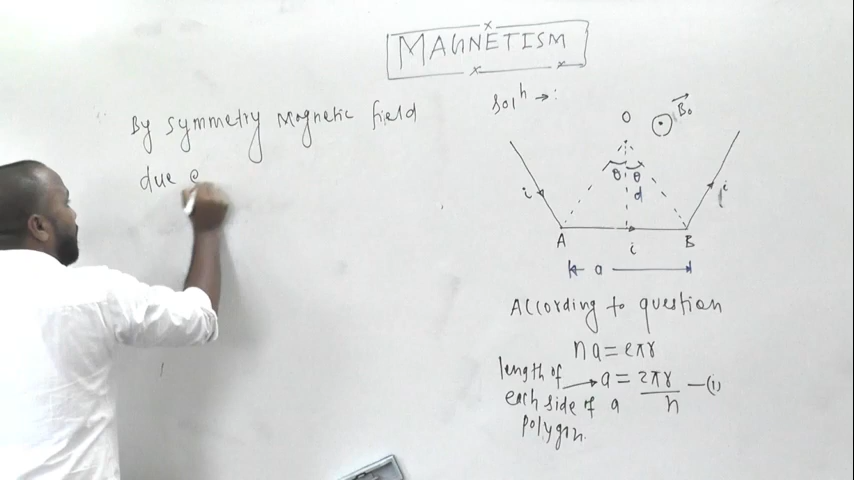 MAGNETISM
By symmetry Magnetic field
due e
Solⁿ →:
O
B₀
θ θ
d
i
i
A
i
B
a
According to question
na = 2πr
length of
each side of a
polygon
a = 2πr/n —(i)